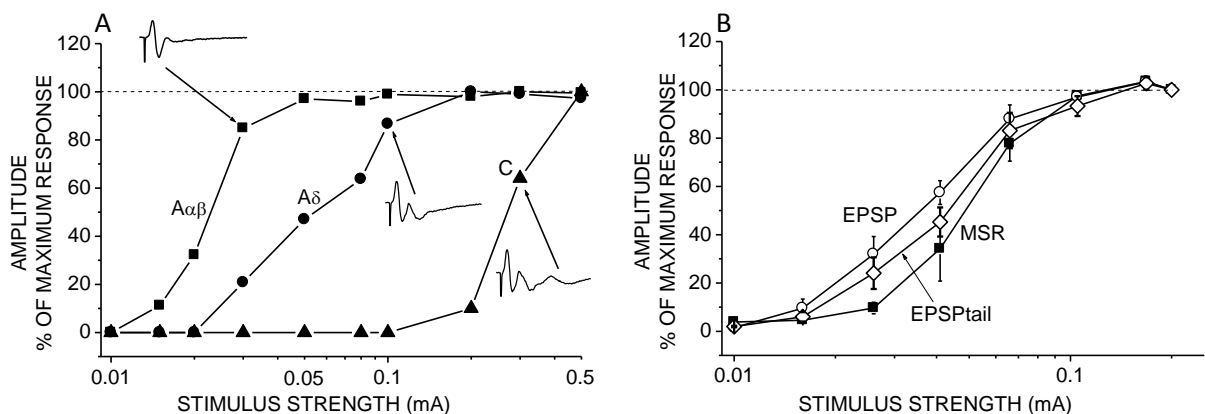 A
120
100
80
60
40
20
0
AMPLITUDE
% OF MAXIMUM RESPONSE
Aαβ
Aδ
C
0.01
0.05
0.1
0.5
STIMULUS STRENGTH (mA)
B
120
100
80
60
40
20
0
AMPLITUDE
% OF MAXIMUM RESPONSE
EPSP
MSR
EPSPtail
0.01
0.1
STIMULUS STRENGTH (mA)